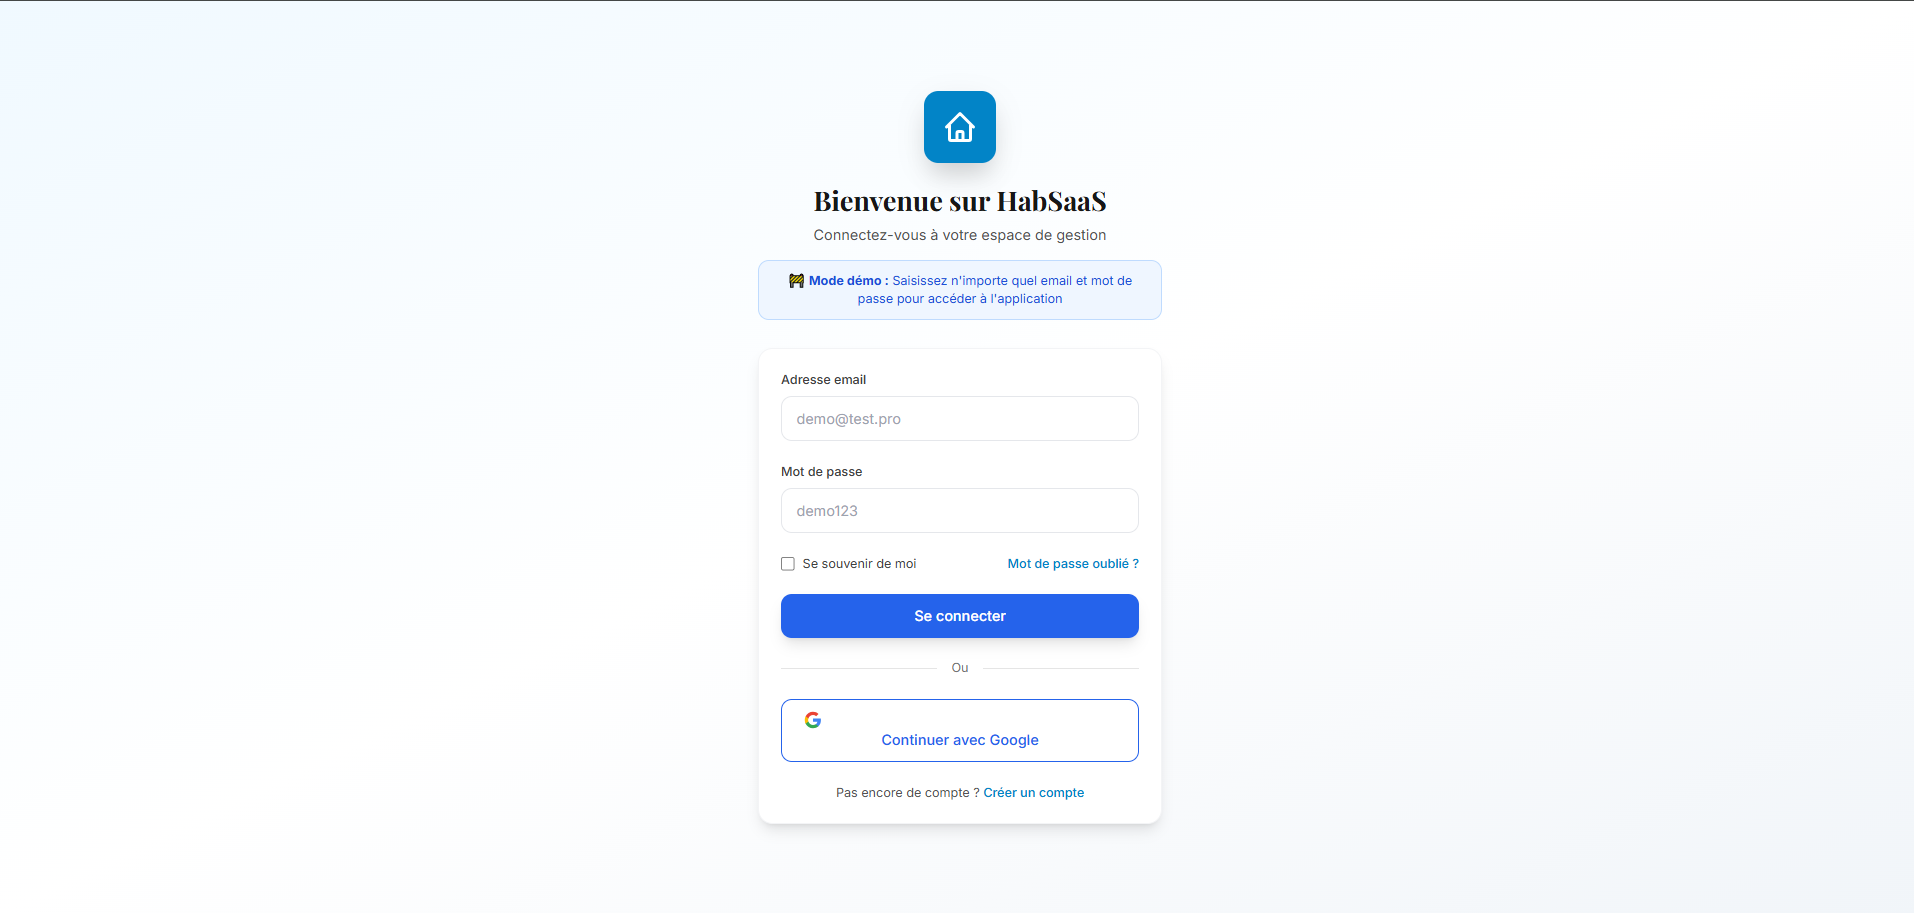 Bienvenue sur HabSaaS
Connectez-vous à votre espace de gestion
🚧 Mode démo : Saisissez n'importe quel email et mot de
passe pour accéder à l'application
Adresse email
demo@test.pro
Mot de passe
demo123
Se souvenir de moi
Mot de passe oublié ?
Se connecter
Ou
Continuer avec Google
Pas encore de compte ? Créer un compte